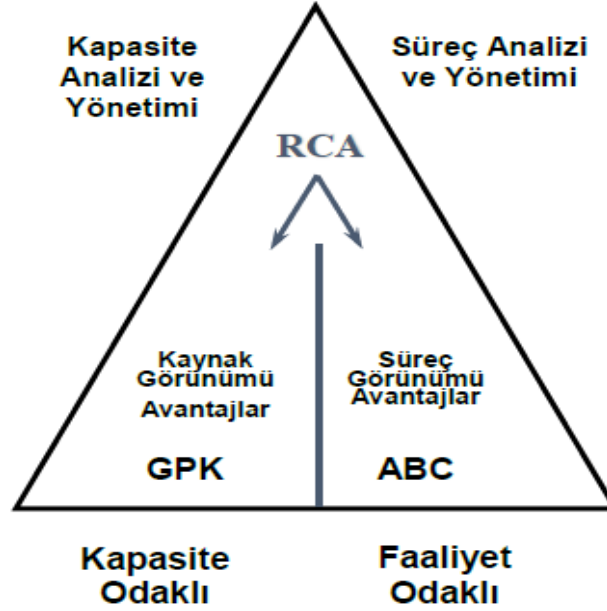 Kapasite
Analizi ve
Yönetimi
Süreç Analizi
ve Yönetimi
RCA
Kaynak
Görünümü
Avantajlar
Süreç
Görünümü
Avantajlar
GPK
ABC
Kapasite
Odaklı
Faaliyet
Odaklı